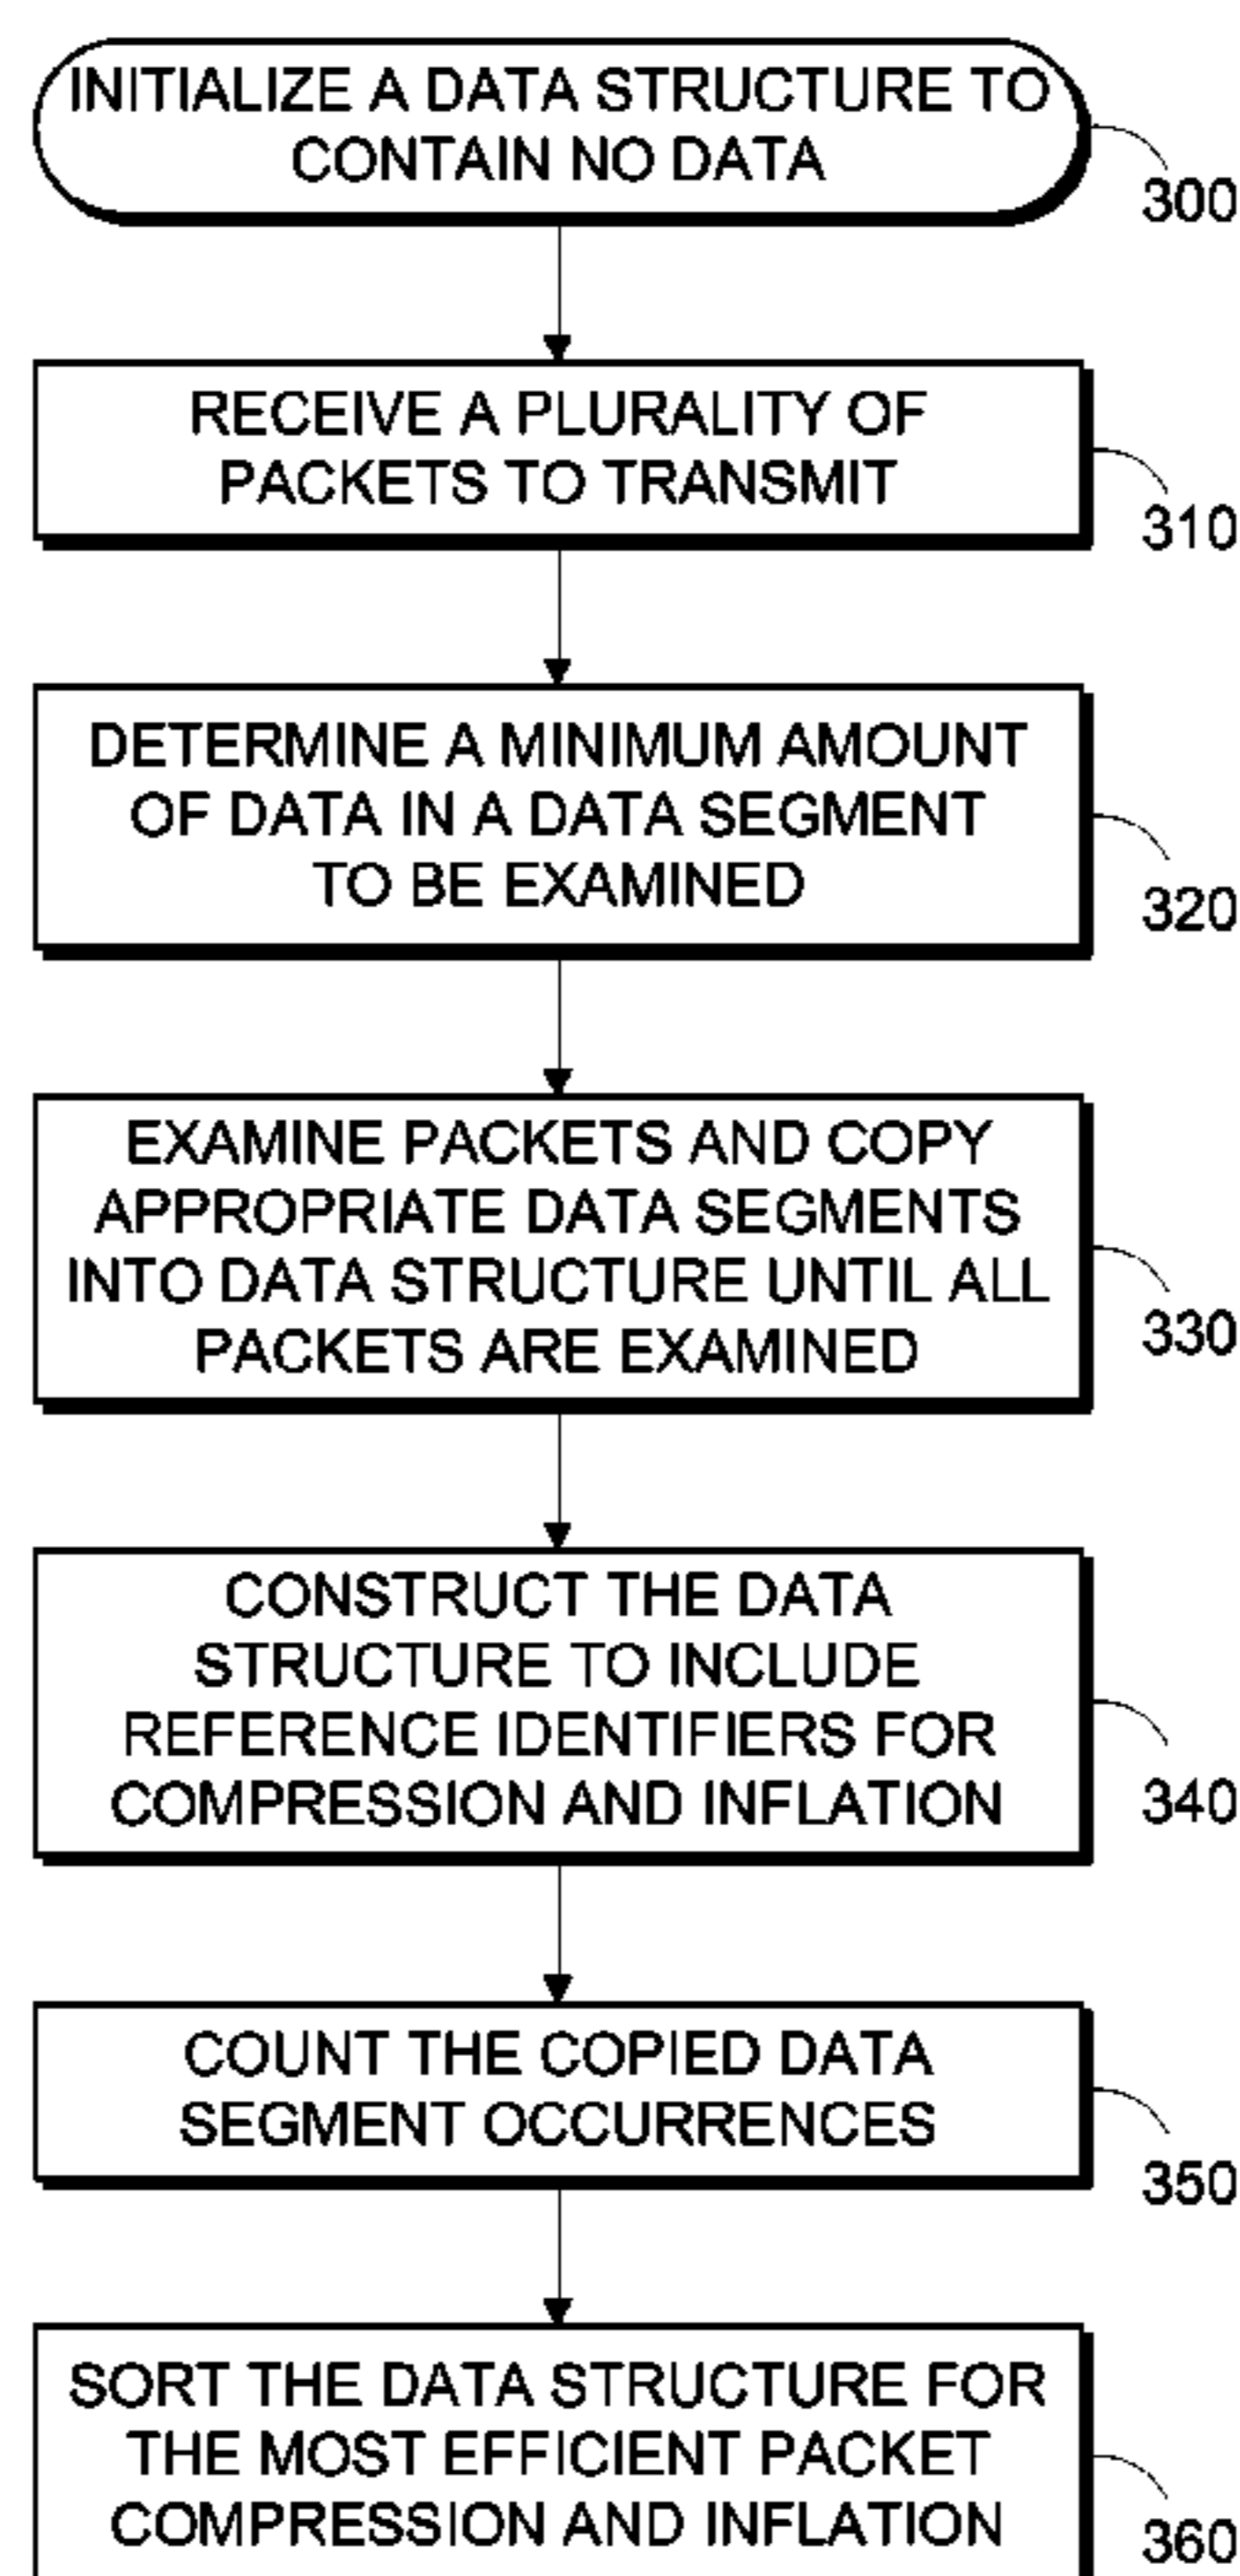 INITIALIZE A DATA STRUCTURE TO
CONTAIN NO DATA
300
RECEIVE A PLURALITY OF
PACKETS TO TRANSMIT
310
DETERMINE A MINIMUM AMOUNT
OF DATA IN A DATA SEGMENT
TO BE EXAMINED
320
EXAMINE PACKETS AND COPY
APPROPRIATE DATA SEGMENTS
INTO DATA STRUCTURE UNTIL ALL
PACKETS ARE EXAMINED
330
CONSTRUCT THE DATA
STRUCTURE TO INCLUDE
REFERENCE IDENTIFIERS FOR
COMPRESSION AND INFLATION
340
COUNT THE COPIED DATA
SEGMENT OCCURRENCES
350
SORT THE DATA STRUCTURE FOR
THE MOST EFFICIENT PACKET
COMPRESSION AND INFLATION
360